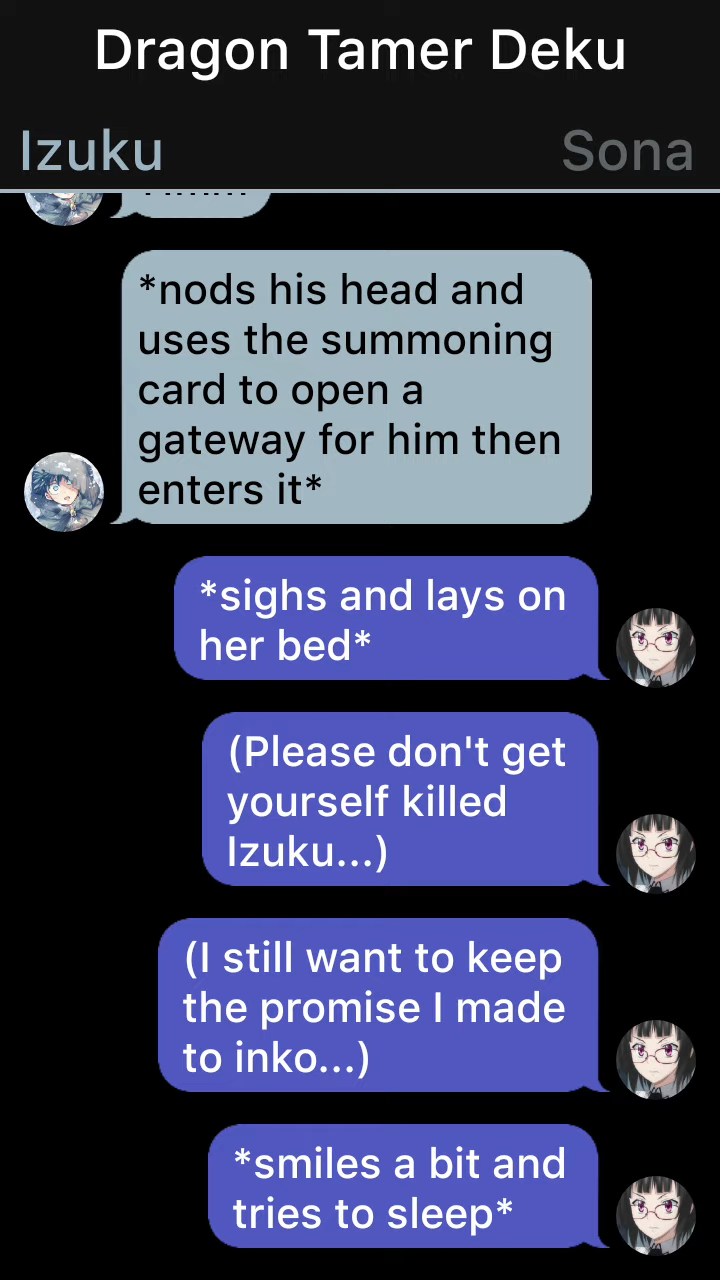 Dragon Tamer Deku
Izuku
Sona
*nods his head and
uses the summoning
card to open a
gateway for him then
enters it*
*sighs and lays on
her bed*
(Please don't get
yourself killed
Izuku...)
(I still want to keep
the promise I made
to inko...)
*smiles a bit and
tries to sleep*